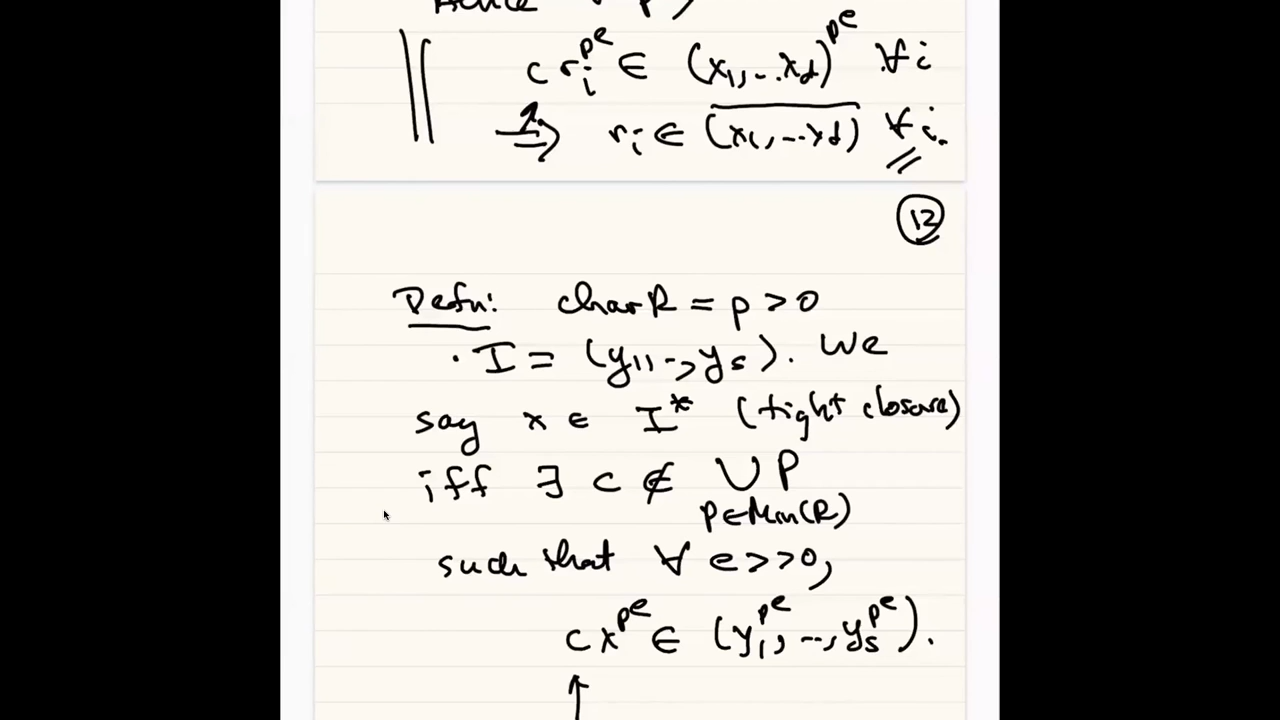 Hence
c r_i^{p^e} ∈ (x_1, ... x_d)^{p^e} ∀ i
⇒ r_i ∈ \overline{(x_1, ... x_d)} ∀ i.
12
Defn: char R = p > 0
· I = (y_1, ..., y_s). We
say x ∈ I^* (tight closure)
iff ∃ c ∉ ∪ P
P ∈ Min(R)
such that ∀ e >> 0,
c x^{p^e} ∈ (y_1^{p^e}, ..., y_s^{p^e}).
↑